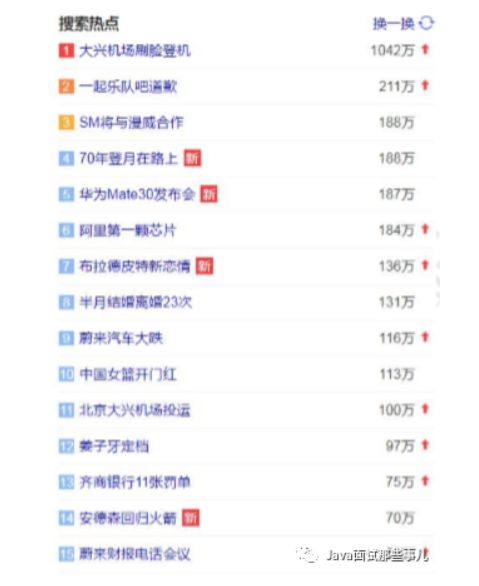 搜索热点 换一换
1 大兴机场刷脸登机 1042万
2 一起乐队吧道歉 211万
3 SM将与漫威合作 188万
4 70年登月在路上 新 188万
5 华为Mate30发布会 新 187万
6 阿里第一颗芯片 184万
7 布拉德皮特新恋情 新 136万
8 半月结婚离婚23次 131万
9 蔚来汽车大跌 116万
10 中国女篮开门红 113万
11 北京大兴机场投运 100万
12 姜子牙定档 97万
13 齐商银行11张罚单 75万
14 安德森回归火箭 新 70万
15 蔚来财报电话会议
Java面试那些事儿